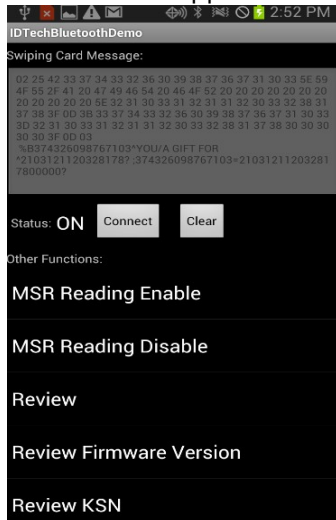 2:52 PM
IDTechBluetoothDemo
Swiping Card Message:
02 25 42 33 37 34 33 32 36 30 39 38 37 36 37 31 30 33 5E 59
4F 55 2F 41 20 47 49 46 54 20 46 4F 52 20 20 20 20 20 20 20
20 20 20 20 20 5E 32 31 30 33 31 32 31 31 32 30 33 32 38 31
37 38 3F 0D 3B 33 37 34 33 32 36 30 39 38 37 36 37 31 30 33
3D 32 31 30 33 31 32 31 31 32 30 33 32 38 31 37 38 30 30 30
30 30 3F 0D 03
%B374326098767103^YOU/A GIFT FOR
^2103121120328178? ;374326098767103=21031211203281
7800000?
Status: ON Connect Clear
Other Functions:
MSR Reading Enable
MSR Reading Disable
Review
Review Firmware Version
Review KSN